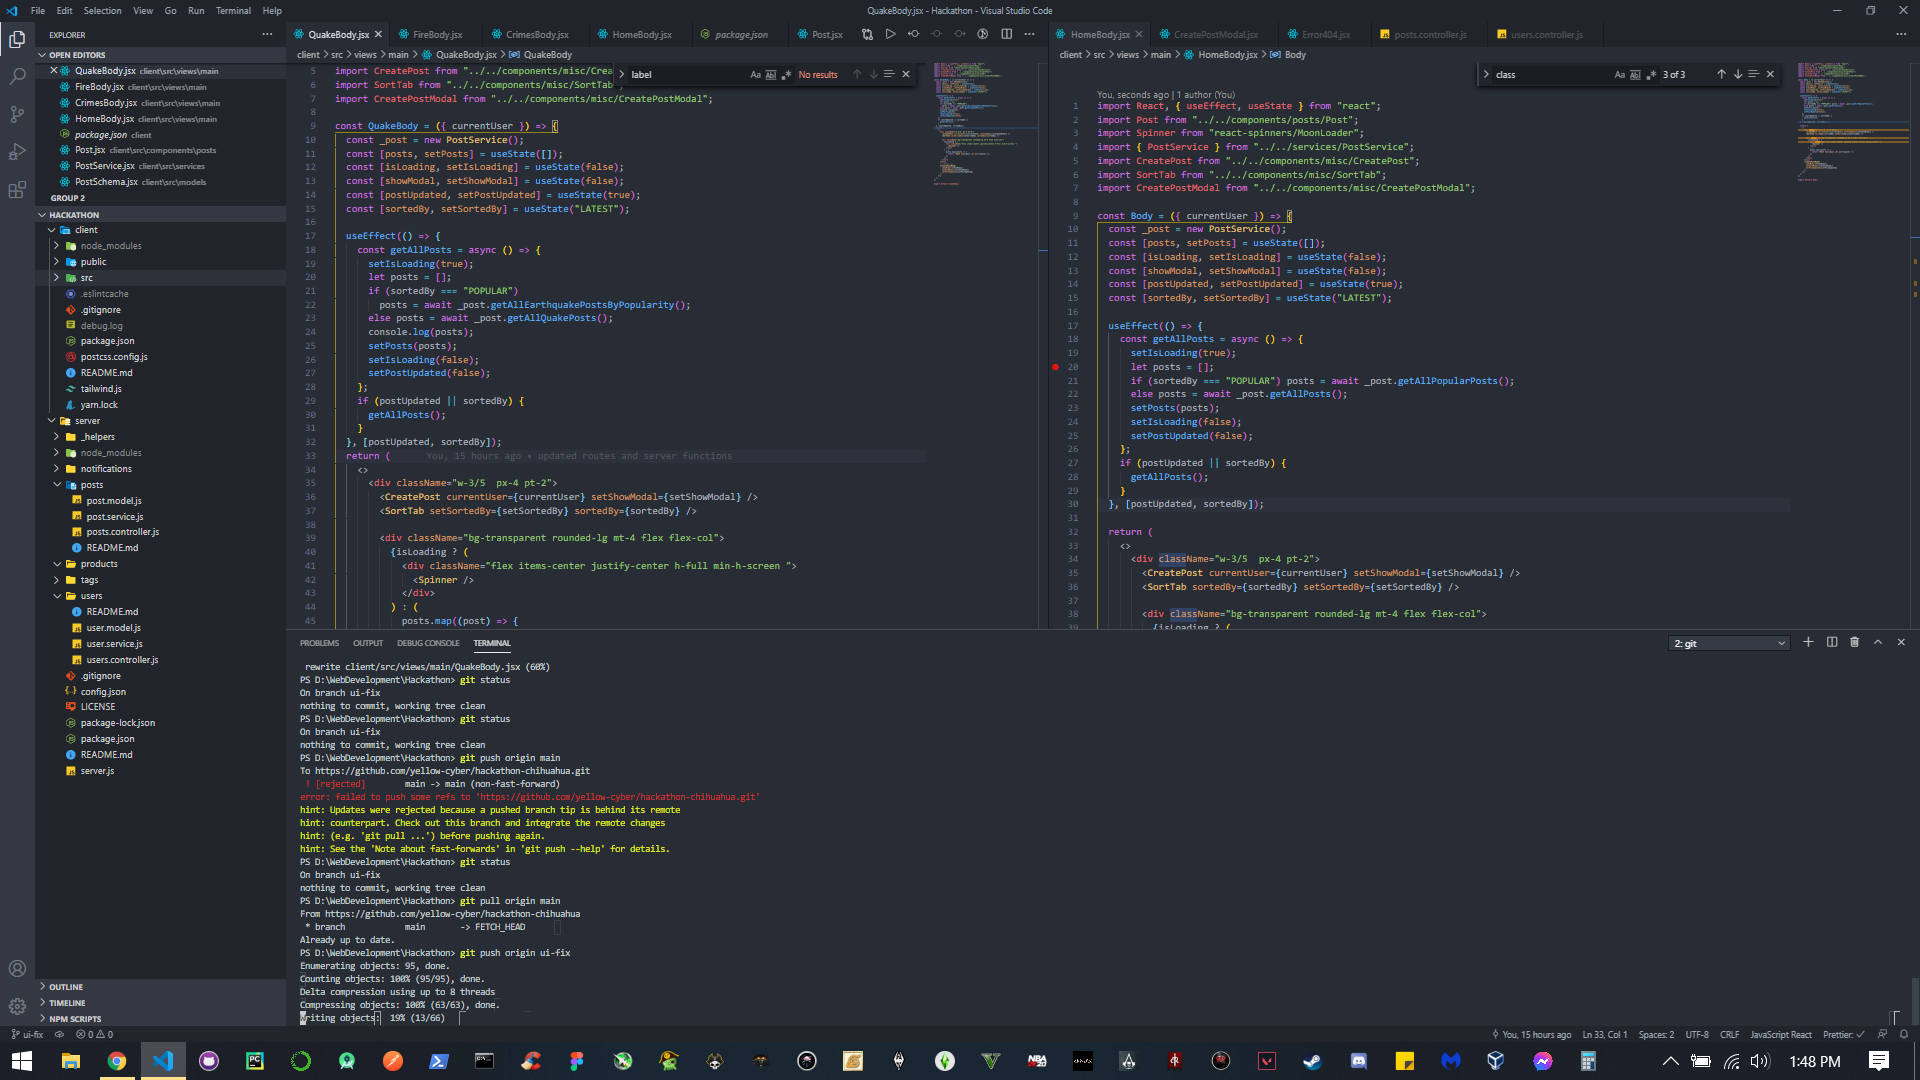 File Edit Selection View Go Run Terminal Help
QuakeBody.jsx - Hackathon - Visual Studio Code
EXPLORER
OPEN EDITORS
QuakeBody.jsx client\src\views\main
FireBody.jsx client\src\views\main
CrimesBody.jsx client\src\views\main
HomeBody.jsx client\src\views\main
package.json client
Post.jsx client\src\components\posts
PostService.jsx client\src\services
PostSchema.jsx client\src\models
GROUP 2
HACKATHON
client
node_modules
public
src
.eslintcache
.gitignore
debug.log
package.json
postcss.config.js
README.md
tailwind.js
yarn.lock
server
_helpers
node_modules
notifications
posts
post.model.js
post.service.js
posts.controller.js
README.md
products
tags
users
README.md
user.model.js
user.service.js
users.controller.js
.gitignore
config.json
LICENSE
package-lock.json
package.json
README.md
server.js
OUTLINE
TIMELINE
NPM SCRIPTS
QuakeBody.jsx FireBody.jsx CrimesBody.jsx HomeBody.jsx package.json Post.jsx
client > src > views > main > QuakeBody.jsx > QuakeBody
label Aa Abl No results
5 import CreatePost from "../../components/misc/Crea
6 import SortTab from "../../components/misc/SortTab
7 import CreatePostModal from "../../components/misc/CreatePostModal";
8
9 const QuakeBody = ({ currentUser }) => {
10 const _post = new PostService();
11 const [posts, setPosts] = useState([]);
12 const [isLoading, setIsLoading] = useState(false);
13 const [showModal, setShowModal] = useState(false);
14 const [postUpdated, setPostUpdated] = useState(true);
15 const [sortedBy, setSortedBy] = useState("LATEST");
16
17 useEffect(() => {
18 const getAllPosts = async () => {
19 setIsLoading(true);
20 let posts = [];
21 if (sortedBy === "POPULAR")
22 posts = await _post.getAllEarthquakePostsByPopularity();
23 else posts = await _post.getAllQuakePosts();
24 console.log(posts);
25 setPosts(posts);
26 setIsLoading(false);
27 setPostUpdated(false);
28 };
29 if (postUpdated || sortedBy) {
30 getAllPosts();
31 }
32 }, [postUpdated, sortedBy]);
33 return ( You, 15 hours ago • updated routes and server functions
34 <>
35 <div className="w-3/5 px-4 pt-2">
36 <CreatePost currentUser={currentUser} setShowModal={setShowModal} />
37 <SortTab setSortedBy={setSortedBy} sortedBy={sortedBy} />
38
39 <div className="bg-transparent rounded-lg mt-4 flex flex-col">
40 {isLoading ? (
41 <div className="flex items-center justify-center h-full min-h-screen ">
42 <Spinner />
43 </div>
44 ) : (
45 posts.map((post) => {
HomeBody.jsx CreatePostModal.jsx Error404.jsx posts.controller.js users.controller.js
client > src > views > main > HomeBody.jsx > Body
class Aa Abl 3 of 3
You, seconds ago | 1 author (You)
1 import React, { useEffect, useState } from "react";
2 import Post from "../../components/posts/Post";
3 import Spinner from "react-spinners/MoonLoader";
4 import { PostService } from "../../services/PostService";
5 import CreatePost from "../../components/misc/CreatePost";
6 import SortTab from "../../components/misc/SortTab";
7 import CreatePostModal from "../../components/misc/CreatePostModal";
8
9 const Body = ({ currentUser }) => {
10 const _post = new PostService();
11 const [posts, setPosts] = useState([]);
12 const [isLoading, setIsLoading] = useState(false);
13 const [showModal, setShowModal] = useState(false);
14 const [postUpdated, setPostUpdated] = useState(true);
15 const [sortedBy, setSortedBy] = useState("LATEST");
16
17 useEffect(() => {
18 const getAllPosts = async () => {
19 setIsLoading(true);
20 let posts = [];
21 if (sortedBy === "POPULAR") posts = await _post.getAllPopularPosts();
22 else posts = await _post.getAllPosts();
23 setPosts(posts);
24 setIsLoading(false);
25 setPostUpdated(false);
26 };
27 if (postUpdated || sortedBy) {
28 getAllPosts();
29 }
30 }, [postUpdated, sortedBy]);
31
32 return (
33 <>
34 <div className="w-3/5 px-4 pt-2">
35 <CreatePost currentUser={currentUser} setShowModal={setShowModal} />
36 <SortTab sortedBy={sortedBy} setSortedBy={setSortedBy} />
37
38 <div className="bg-transparent rounded-lg mt-4 flex flex-col">
39 {isLoading ? (
PROBLEMS OUTPUT DEBUG CONSOLE TERMINAL 2: git
rewrite client/src/views/main/QuakeBody.jsx (60%)
PS D:\WebDevelopment\Hackathon> git status
On branch ui-fix
nothing to commit, working tree clean
PS D:\WebDevelopment\Hackathon> git status
On branch ui-fix
nothing to commit, working tree clean
PS D:\WebDevelopment\Hackathon> git push origin main
To https://github.com/yellow-cyber/hackathon-chihuahua.git
! [rejected] main -> main (non-fast-forward)
error: failed to push some refs to 'https://github.com/yellow-cyber/hackathon-chihuahua.git'
hint: Updates were rejected because a pushed branch tip is behind its remote
hint: counterpart. Check out this branch and integrate the remote changes
hint: (e.g. 'git pull ...') before pushing again.
hint: See the 'Note about fast-forwards' in 'git push --help' for details.
PS D:\WebDevelopment\Hackathon> git status
On branch ui-fix
nothing to commit, working tree clean
PS D:\WebDevelopment\Hackathon> git pull origin main
From https://github.com/yellow-cyber/hackathon-chihuahua
* branch main -> FETCH_HEAD
Already up to date.
PS D:\WebDevelopment\Hackathon> git push origin ui-fix
Enumerating objects: 95, done.
Counting objects: 100% (95/95), done.
Delta compression using up to 8 threads
Compressing objects: 100% (63/63), done.
Writing objects: 19% (13/66)
ui-fix 0 0 You, 15 hours ago Ln 33, Col 1 Spaces: 2 UTF-8 CRLF JavaScript React Prettier: ✓
1:48 PM